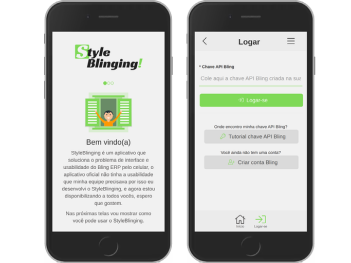 Style
Blinging!
Bem vindo(a)
StyleBlinging é um aplicativo que
soluciona o problema de interface e
usabilidade do Bling ERP pelo celular, o
aplicativo oficial não tinha a usabilidade
que minha equipe precisava por isso eu
desenvolvi o StyleBlinging, e agora estou
disponibilizando a todos vocês, espero
que gostem.
Nas próximas telas vou mostrar como
você pode usar o StyleBlinging.
Logar
* Chave API Bling
Cole aqui a chave API Bling criada na sua
Logar-se
Onde encontro minha chave API Bling?
Tutorial chave API Bling
Você ainda não tem uma conta?
Criar conta Bling
Início
Logar-se